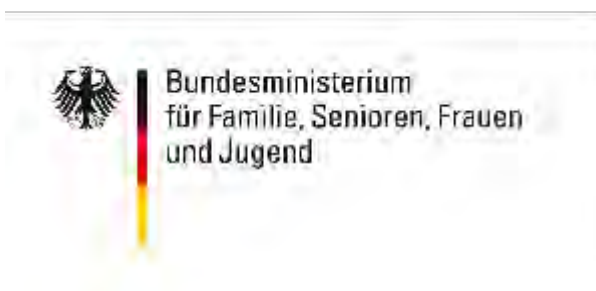 Bundesministerium
für Familie, Senioren, Frauen
und Jugend